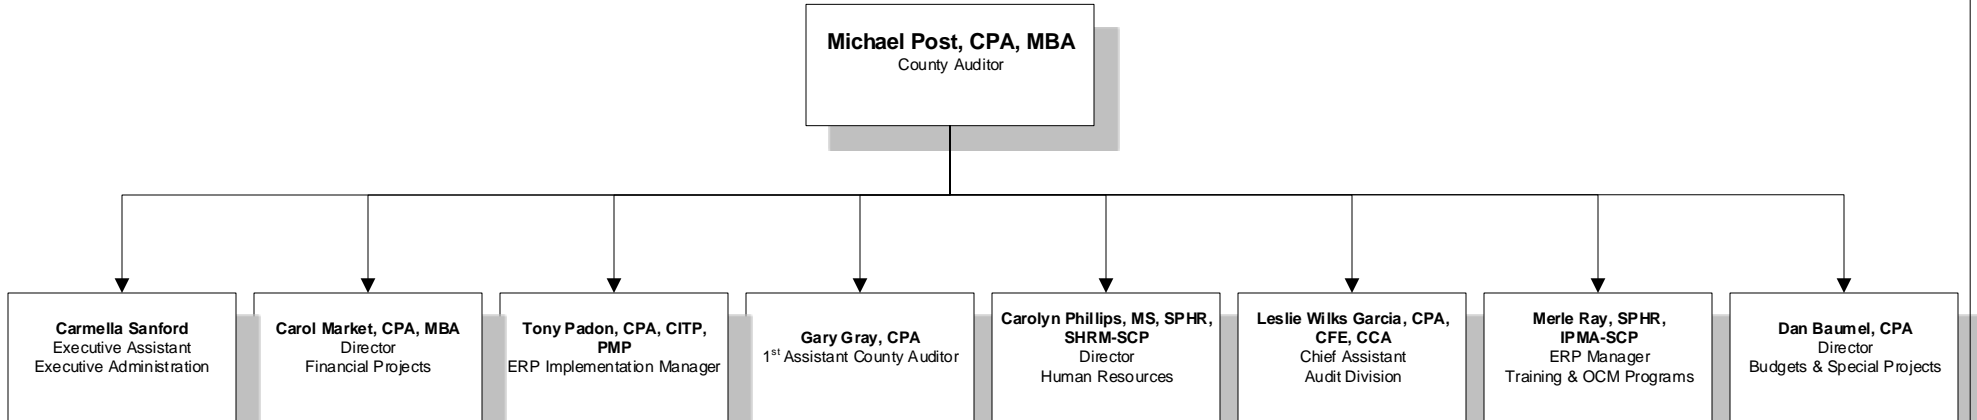 Michael Post, CPA, MBA
County Auditor
Carmella Sanford
Executive Assistant
Executive Administration
Carol Market, CPA, MBA
Director
Financial Projects
Tony Padon, CPA, CITP,
PMP
ERP Implementation Manager
Gary Gray, CPA
1st Assistant County Auditor
Carolyn Phillips, MS, SPHR,
SHRM-SCP
Director
Human Resources
Leslie Wilks Garcia, CPA,
CFE, CCA
Chief Assistant
Audit Division
Merle Ray, SPHR,
IPMA-SCP
ERP Manager
Training & OCM Programs
Dan Baumel, CPA
Director
Budgets & Special Projects